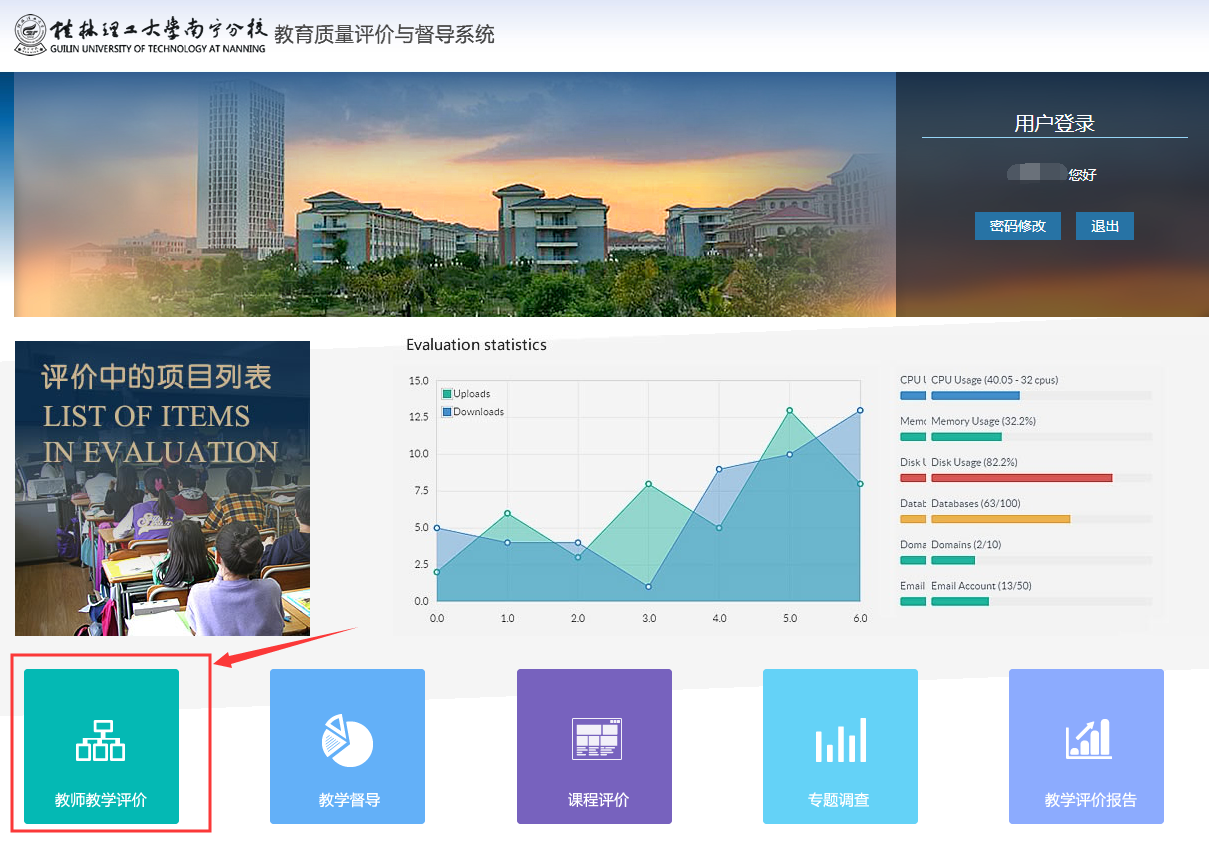 桂林理工大学南宁分校
GUILIN UNIVERSITY OF TECHNOLOGY AT NANNING
教育质量评价与督导系统
用户登录
您好
密码修改 退出
评价中的项目列表
LIST OF ITEMS
IN EVALUATION
Evaluation statistics
Uploads
Downloads
15.0
12.5
10.0
7.5
5.0
2.5
0.0
0.0 1.0 2.0 3.0 4.0 5.0 6.0
CPU U CPU Usage (40.05 - 32 cpus)
Memo Memory Usage (32.2%)
Disk U Disk Usage (82.2%)
Datab Databases (63/100)
Doma Domains (2/10)
Email Email Account (13/50)
教师教学评价
教学督导
课程评价
专题调查
教学评价报告